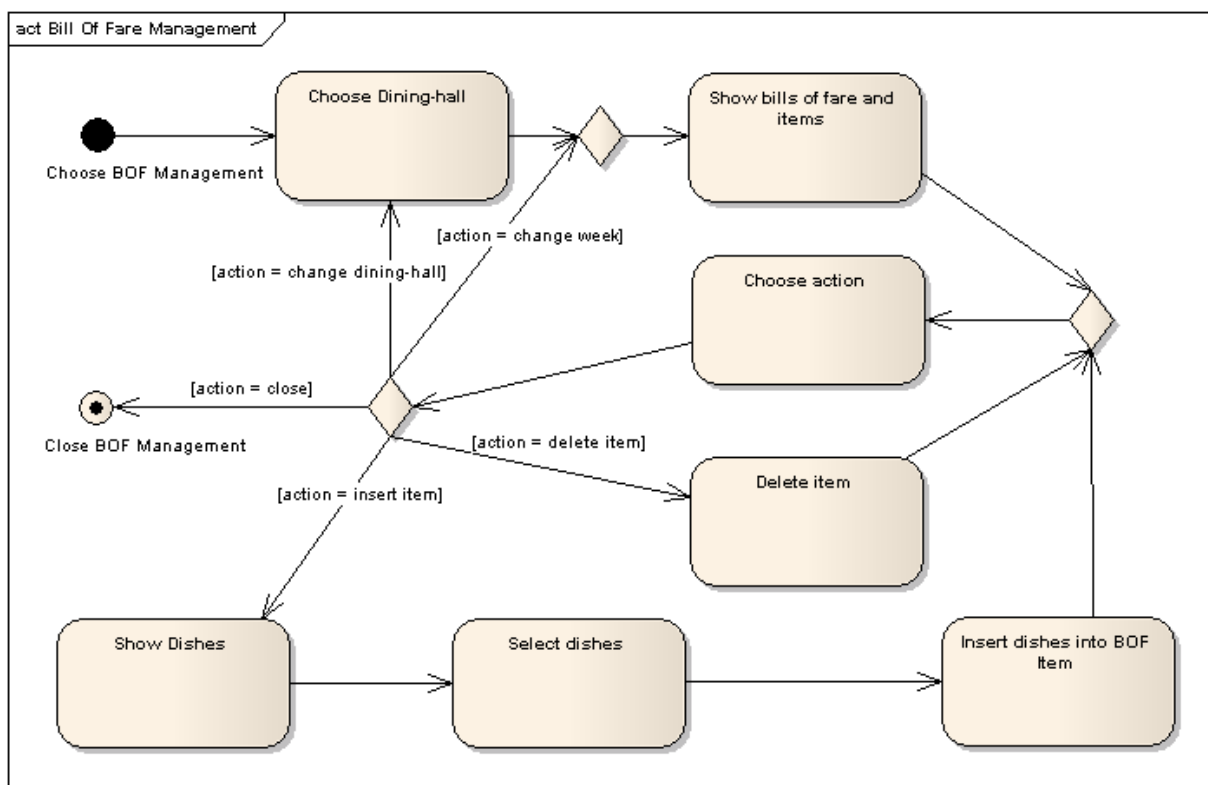 act Bill Of Fare Management
Choose Dining-hall
Show bills of fare and
items
Choose BOF Management
[action = change week]
[action = change dining-hall]
Choose action
[action = close]
Close BOF Management
[action = delete item]
[action = insert item]
Delete item
Show Dishes
Select dishes
Insert dishes into BOF
Item